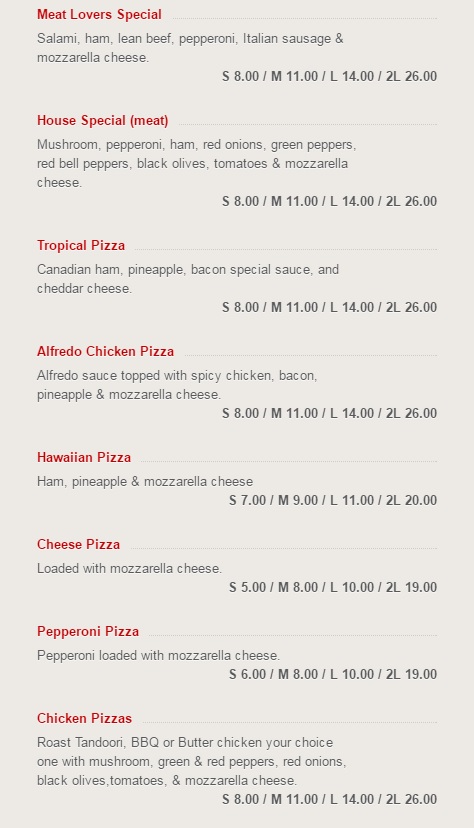 Meat Lovers Special
Salami, ham, lean beef, pepperoni, Italian sausage &
mozzarella cheese.
S 8.00 / M 11.00 / L 14.00 / 2L 26.00
House Special (meat)
Mushroom, pepperoni, ham, red onions, green peppers,
red bell peppers, black olives, tomatoes & mozzarella
cheese.
S 8.00 / M 11.00 / L 14.00 / 2L 26.00
Tropical Pizza
Canadian ham, pineapple, bacon special sauce, and
cheddar cheese.
S 8.00 / M 11.00 / L 14.00 / 2L 26.00
Alfredo Chicken Pizza
Alfredo sauce topped with spicy chicken, bacon,
pineapple & mozzarella cheese.
S 8.00 / M 11.00 / L 14.00 / 2L 26.00
Hawaiian Pizza
Ham, pineapple & mozzarella cheese
S 7.00 / M 9.00 / L 11.00 / 2L 20.00
Cheese Pizza
Loaded with mozzarella cheese.
S 5.00 / M 8.00 / L 10.00 / 2L 19.00
Pepperoni Pizza
Pepperoni loaded with mozzarella cheese.
S 6.00 / M 8.00 / L 10.00 / 2L 19.00
Chicken Pizzas
Roast Tandoori, BBQ or Butter chicken your choice
one with mushroom, green & red peppers, red onions,
black olives,tomatoes, & mozzarella cheese.
S 8.00 / M 11.00 / L 14.00 / 2L 26.00